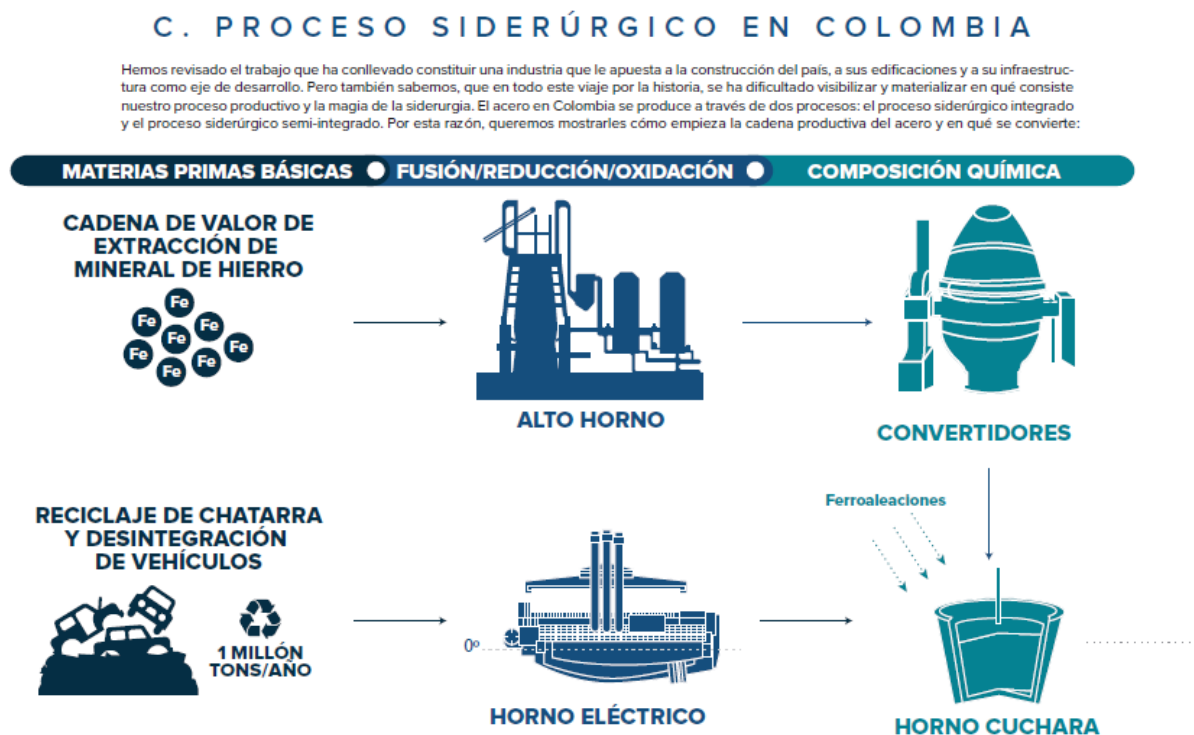 C. PROCESO SIDERÚRGICO EN COLOMBIA
Hemos revisado el trabajo que ha conllevado constituir una industria que le apuesta a la construcción del país, a sus edificaciones y a su infraestruc-
tura como eje de desarrollo. Pero también sabemos, que en todo este viaje por la historia, se ha dificultado visibilizar y materializar en qué consiste
nuestro proceso productivo y la magia de la siderurgia. El acero en Colombia se produce a través de dos procesos: el proceso siderúrgico integrado
y el proceso siderúrgico semi-integrado. Por esta razón, queremos mostrarles cómo empieza la cadena productiva del acero y en qué se convierte:
MATERIAS PRIMAS BÁSICAS
FUSIÓN/REDUCCIÓN/OXIDACIÓN
COMPOSICIÓN QUÍMICA
CADENA DE VALOR DE
EXTRACCIÓN DE
MINERAL DE HIERRO
Fe
Fe
Fe
Fe
Fe
Fe
Fe
Fe
ALTO HORNO
CONVERTIDORES
RECICLAJE DE CHATARRA
Y DESINTEGRACIÓN
DE VEHÍCULOS
1 MILLÓN
TONS/AÑO
0º
HORNO ELÉCTRICO
Ferroaleaciones
HORNO CUCHARA